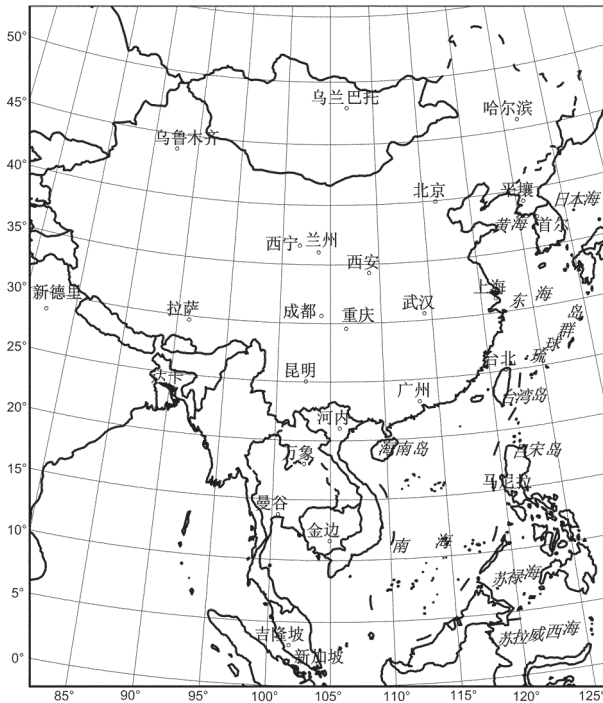 50°
45°
40°
35°
30°
25°
20°
15°
10°
5°
0°
乌兰巴托
哈尔滨
乌鲁木齐
北京
平壤
日本海
黄海
首尔
西宁
兰州
西安
新德里
拉萨
成都
重庆
武汉
上海
东海
琉球群岛
昆明
台北
达卡
广州
台湾岛
河内
万象
海南岛
吕宋岛
曼谷
马尼拉
金边
南海
苏禄海
吉隆坡
新加坡
苏拉威西海
85°
90°
95°
100°
105°
110°
115°
120°
125°